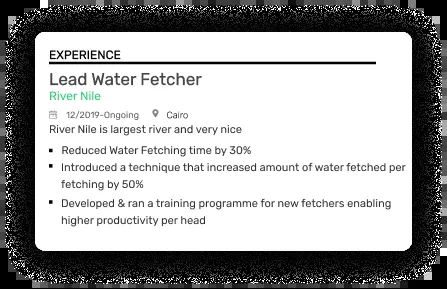 EXPERIENCE
Lead Water Fetcher
River Nile
12/2019-Ongoing Cairo
River Nile is largest river and very nice
Reduced Water Fetching time by 30%
Introduced a technique that increased amount of water fetched per
fetching by 50%
Developed & ran a training programme for new fetchers enabling
higher productivity per head